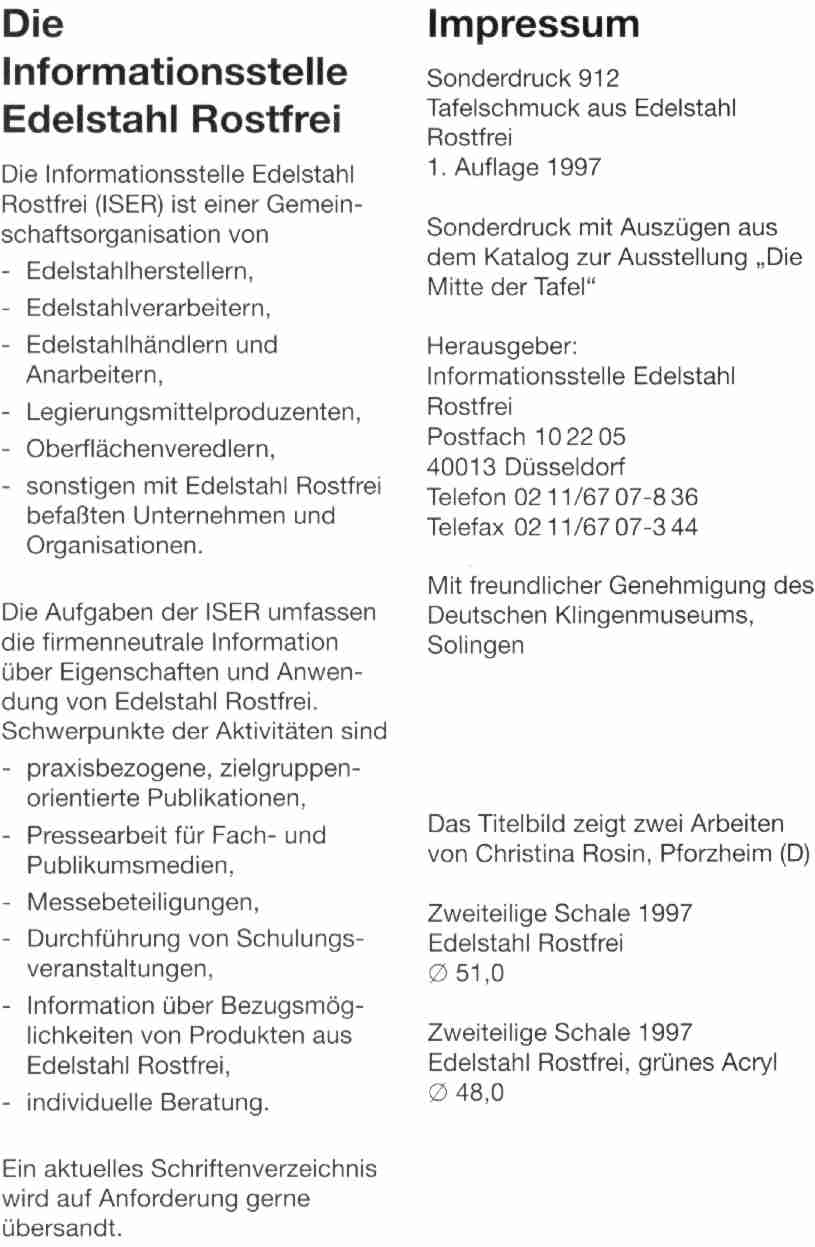 Die
Informationsstelle
Edelstahl Rostfrei
Die Informationsstelle Edelstahl
Rostfrei (ISER) ist einer Gemein-
schaftsorganisation von
- Edelstahlherstellern,
- Edelstahlverarbeitern,
- Edelstahlhändlern und
Anarbeitern,
- Legierungsmittelproduzenten,
- Oberflächenveredlern,
- sonstigen mit Edelstahl Rostfrei
befaßten Unternehmen und
Organisationen.
Die Aufgaben der ISER umfassen
die firmenneutrale Information
über Eigenschaften und Anwen-
dung von Edelstahl Rostfrei.
Schwerpunkte der Aktivitäten sind
- praxisbezogene, zielgruppen-
orientierte Publikationen,
- Pressearbeit für Fach- und
Publikumsmedien,
- Messebeteiligungen,
- Durchführung von Schulungs-
veranstaltungen,
- Information über Bezugsmög-
lichkeiten von Produkten aus
Edelstahl Rostfrei,
- individuelle Beratung.
Ein aktuelles Schriftenverzeichnis
wird auf Anforderung gerne
übersandt.
Impressum
Sonderdruck 912
Tafelschmuck aus Edelstahl
Rostfrei
1. Auflage 1997
Sonderdruck mit Auszügen aus
dem Katalog zur Ausstellung „Die
Mitte der Tafel“
Herausgeber:
Informationsstelle Edelstahl
Rostfrei
Postfach 10 22 05
40013 Düsseldorf
Telefon 02 11/67 07-8 36
Telefax 02 11/67 07-3 44
Mit freundlicher Genehmigung des
Deutschen Klingenmuseums,
Solingen
Das Titelbild zeigt zwei Arbeiten
von Christina Rosin, Pforzheim (D)
Zweiteilige Schale 1997
Edelstahl Rostfrei
∅ 51,0
Zweiteilige Schale 1997
Edelstahl Rostfrei, grünes Acryl
∅ 48,0